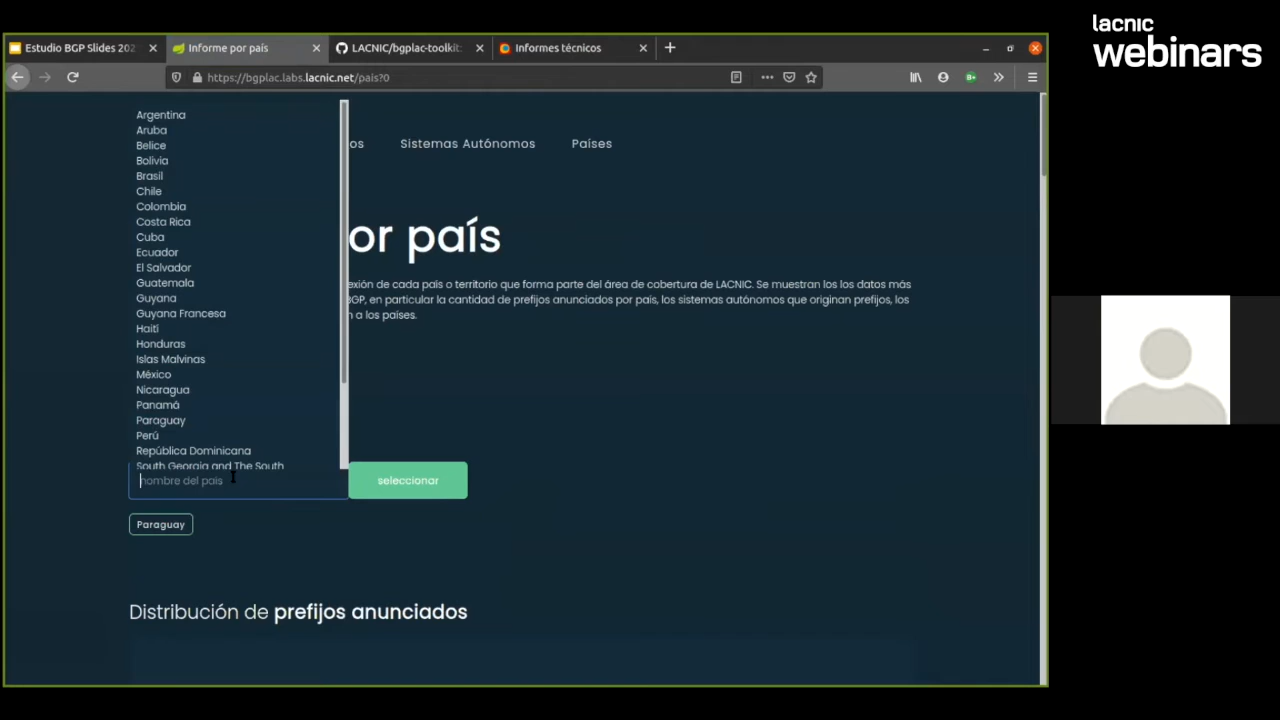 lacnic
webinars
Estudio BGP Slides 202
Informe por país
LACNIC/bgplac-toolkit:
Informes técnicos
https://bgplac.labs.lacnic.net/pais?0
os Sistemas Autónomos Países
or país
exión de cada país o territorio que forma parte del área de cobertura de LACNIC. Se muestran los los datos más
BGP, en particular la cantidad de prefijos anunciados por país, los sistemas autónomos que originan prefijos, los
n a los países.
Argentina
Aruba
Belice
Bolivia
Brasil
Chile
Colombia
Costa Rica
Cuba
Ecuador
El Salvador
Guatemala
Guyana
Guyana Francesa
Haití
Honduras
Islas Malvinas
México
Nicaragua
Panamá
Paraguay
Perú
República Dominicana
South Georgia and The South
nombre del país
seleccionar
Paraguay
Distribución de prefijos anunciados